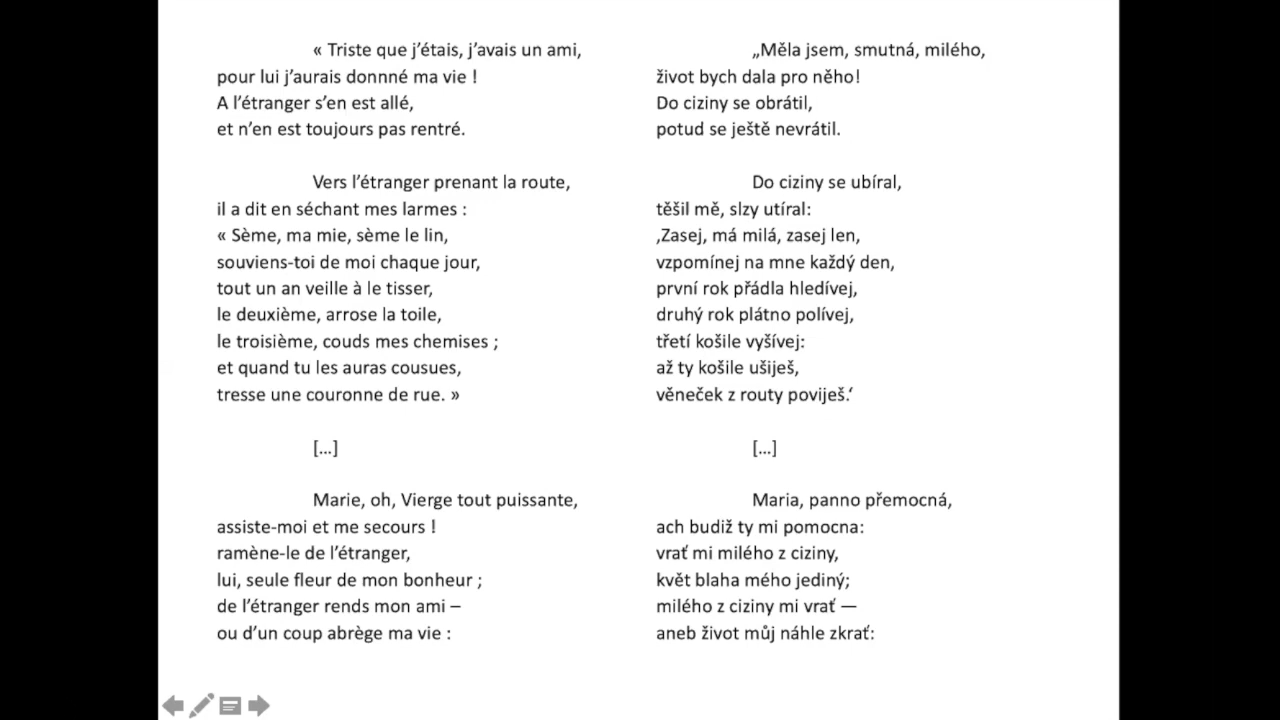 « Triste que j’étais, j’avais un ami,
pour lui j’aurais donnné ma vie !
A l’étranger s’en est allé,
et n’en est toujours pas rentré.
Vers l’étranger prenant la route,
il a dit en séchant mes larmes :
« Sème, ma mie, sème le lin,
souviens-toi de moi chaque jour,
tout un an veille à le tisser,
le deuxième, arrose la toile,
le troisième, couds mes chemises ;
et quand tu les auras cousues,
tresse une couronne de rue. »
[...]
Marie, oh, Vierge tout puissante,
assiste-moi et me secours !
ramène-le de l’étranger,
lui, seule fleur de mon bonheur ;
de l’étranger rends mon ami –
ou d’un coup abrège ma vie :
„Měla jsem, smutná, milého,
život bych dala pro něho!
Do ciziny se obrátil,
potud se ještě nevrátil.
Do ciziny se ubíral,
těšil mě, slzy utíral:
‚Zasej, má milá, zasej len,
vzpomínej na mne každý den,
první rok přádla hledívej,
druhý rok plátno polívej,
třetí košile vyšívej:
až ty košile ušiješ,
věneček z routy poviješ.‘
[...]
Maria, panno přemocná,
ach budiž ty mi pomocna:
vrať mi milého z ciziny,
květ blaha mého jediný;
milého z ciziny mi vrať —
aneb život můj náhle zkrať: